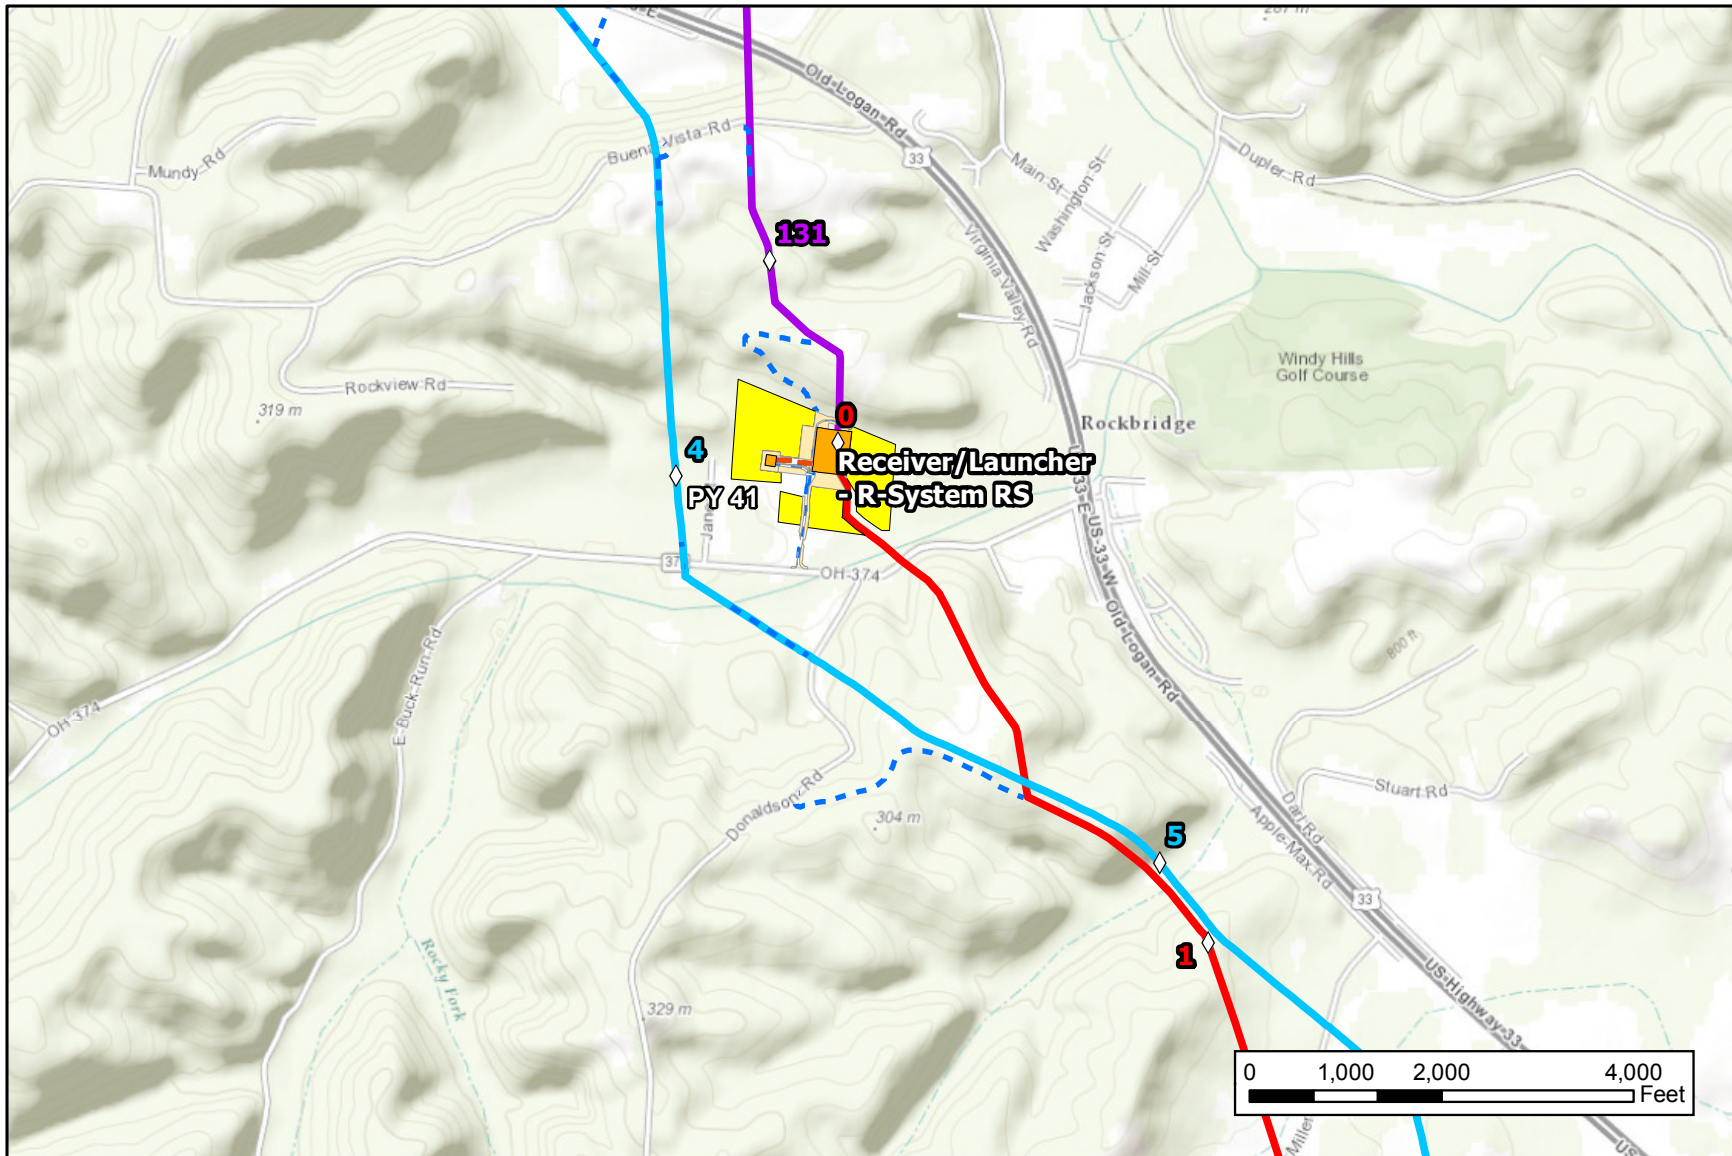 287 m
Old-Logan-Rd
33
Buena-Vista-Rd
Mundy-Rd
Main-St
Washington-St
Dupler-Rd
131
Virginia-Valley-Rd
Jackson-St
Mill-St
Windy Hills
Golf Course
Rockview-Rd
319 m
0
Rockbridge
4
Receiver/Launcher
- R-System RS
PY 41
US-33-W
OH-374
Old-Logan-Rd
800 ft
E-Buck-Run-Rd
OH-374
Donaldson-Rd
304 m
Stuart-Rd
Darl-Rd
Apple-Max-Rd
5
33
1
Rocky Fork
US-Highway-33
329 m
0 1,000 2,000 4,000
Feet
Miller
US